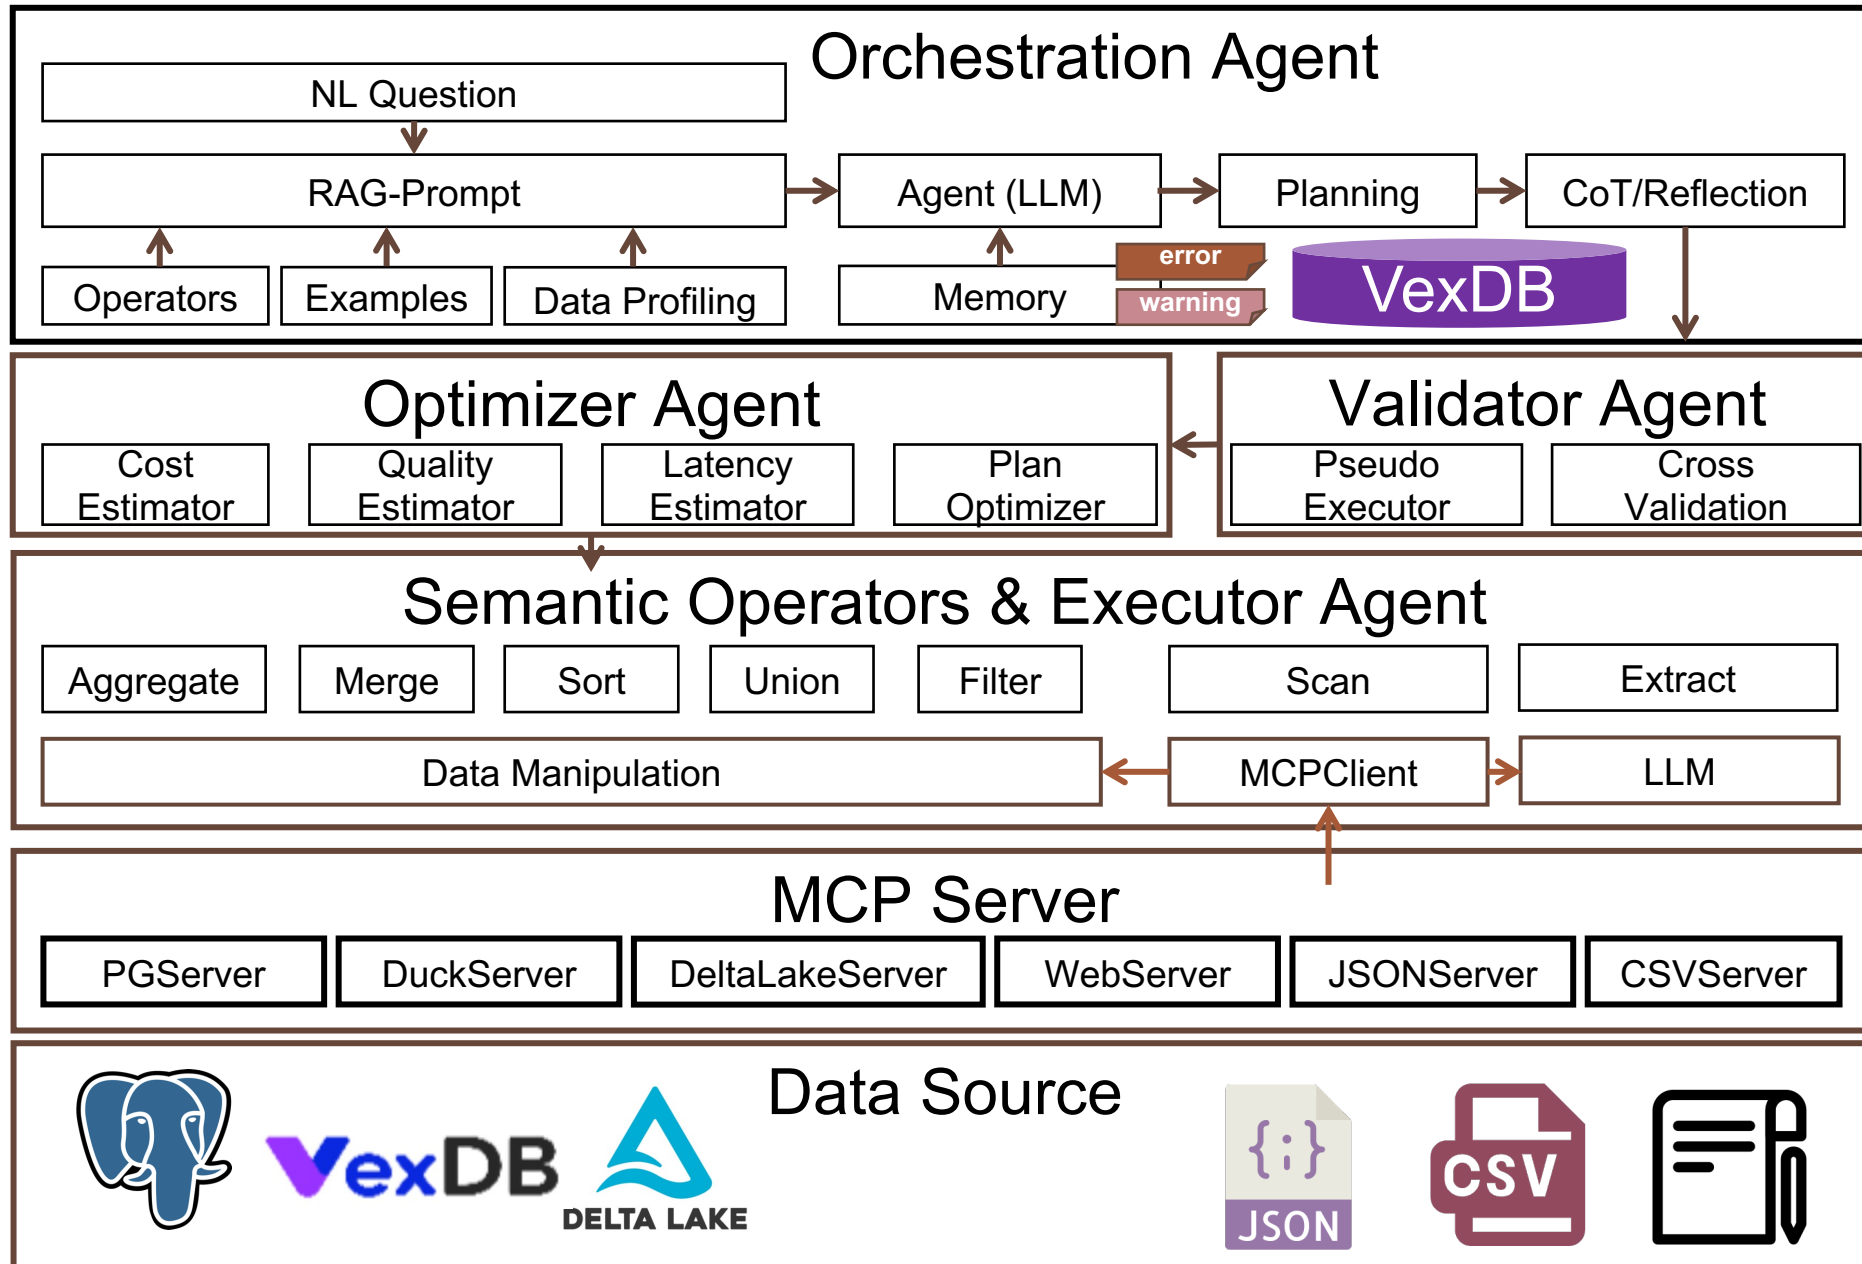 Orchestration Agent
NL Question
RAG-Prompt
Agent (LLM)
Planning
CoT/Reflection
Operators
Examples
Data Profiling
Memory
error
warning
VexDB
Optimizer Agent
Cost
Estimator
Quality
Estimator
Latency
Estimator
Plan
Optimizer
Validator Agent
Pseudo
Executor
Cross
Validation
Semantic Operators & Executor Agent
Aggregate
Merge
Sort
Union
Filter
Scan
Extract
Data Manipulation
MCPClient
LLM
MCP Server
PGServer
DuckServer
DeltaLakeServer
WebServer
JSONServer
CSVServer
Data Source
VexDB
DELTA LAKE
{;}
JSON
CSV